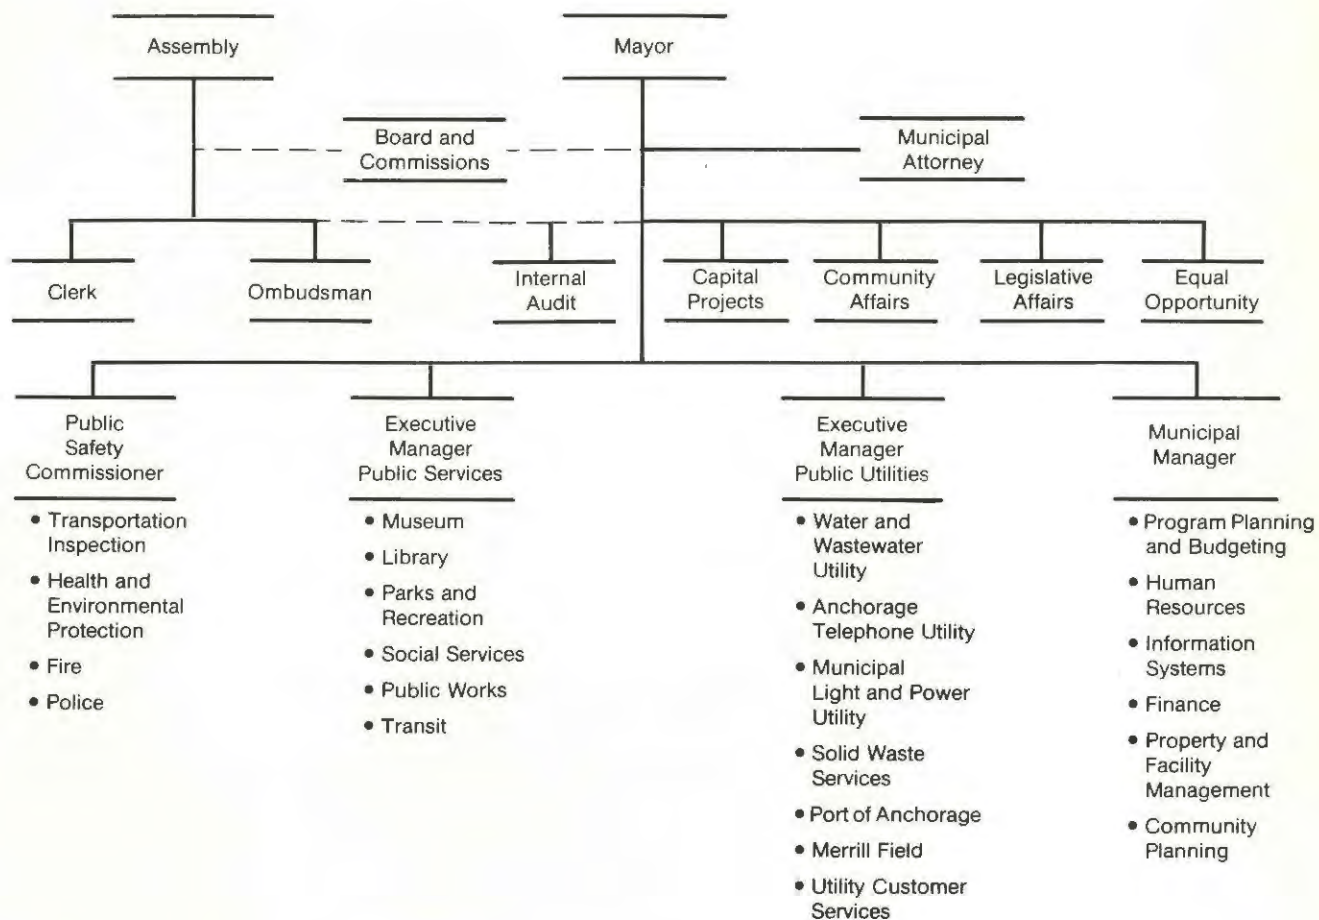 Assembly
Mayor
Board and
Commissions
Municipal
Attorney
Clerk
Ombudsman
Internal
Audit
Capital
Projects
Community
Affairs
Legislative
Affairs
Equal
Opportunity
Public
Safety
Commissioner
• Transportation
Inspection
• Health and
Environmental
Protection
• Fire
• Police
Executive
Manager
Public Services
• Museum
• Library
• Parks and
Recreation
• Social Services
• Public Works
• Transit
Executive
Manager
Public Utilities
• Water and
Wastewater
Utility
• Anchorage
Telephone Utility
• Municipal
Light and Power
Utility
• Solid Waste
Services
• Port of Anchorage
• Merrill Field
• Utility Customer
Services
Municipal
Manager
• Program Planning
and Budgeting
• Human
Resources
• Information
Systems
• Finance
• Property and
Facility
Management
• Community
Planning